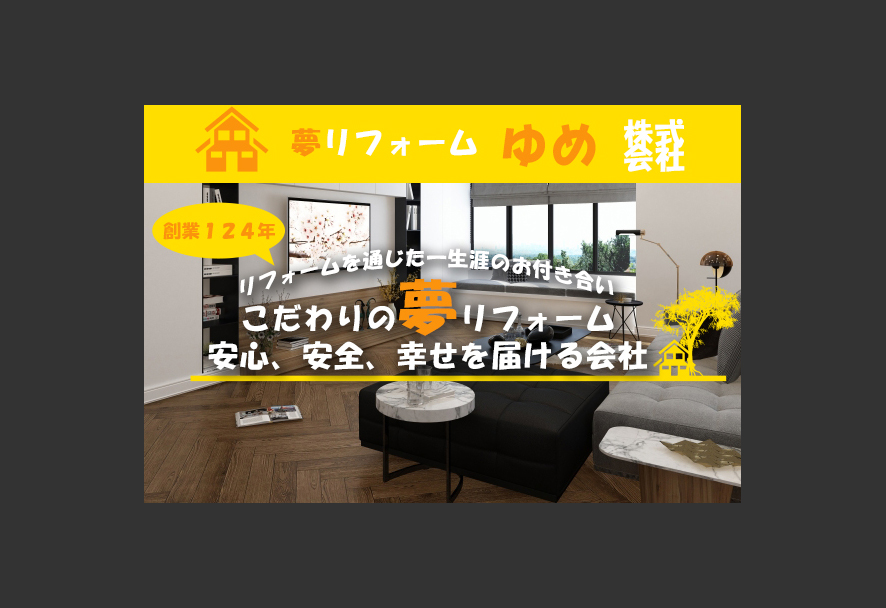 夢リフォーム ゆめ 株式会社
創業124年
リフォームを通じた一生涯のお付き合い
こだわりの夢リフォーム
安心、安全、幸せを届ける会社